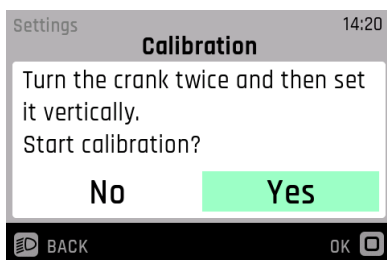 Settings 14:20
Calibration
Turn the crank twice and then set
it vertically.
Start calibration?
No Yes
BACK OK